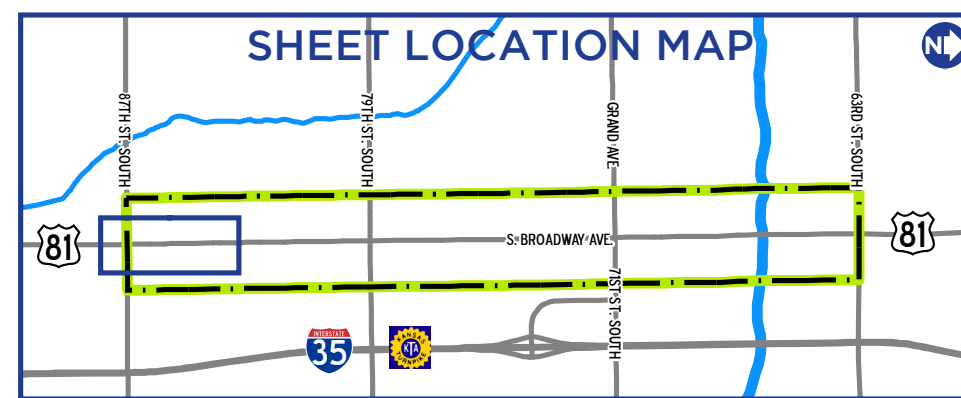 SHEET LOCATION MAP
N
87TH ST. SOUTH
79TH ST. SOUTH
GRAND AVE.
63RD ST. SOUTH
81
S. BROADWAY AVE.
81
71ST ST. SOUTH
INTERSTATE
35
KANSAS
KTA
TURNPIKE